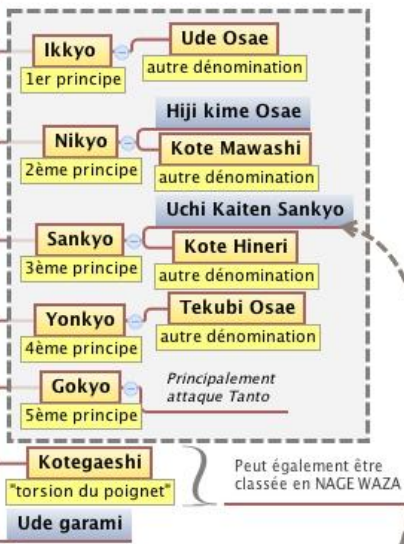 Ikkyo
1er principe
Ude Osae
autre dénomination
Hiji kime Osae
Nikyo
2ème principe
Kote Mawashi
autre dénomination
Uchi Kaiten Sankyo
Sankyo
3ème principe
Kote Hineri
autre dénomination
Yonkyo
4ème principe
Tekubi Osae
autre dénomination
Gokyo
5ème principe
Principalement
attaque Tanto
Kotegaeshi
"torsion du poignet"
Peut également être
classée en NAGE WAZA
Ude garami